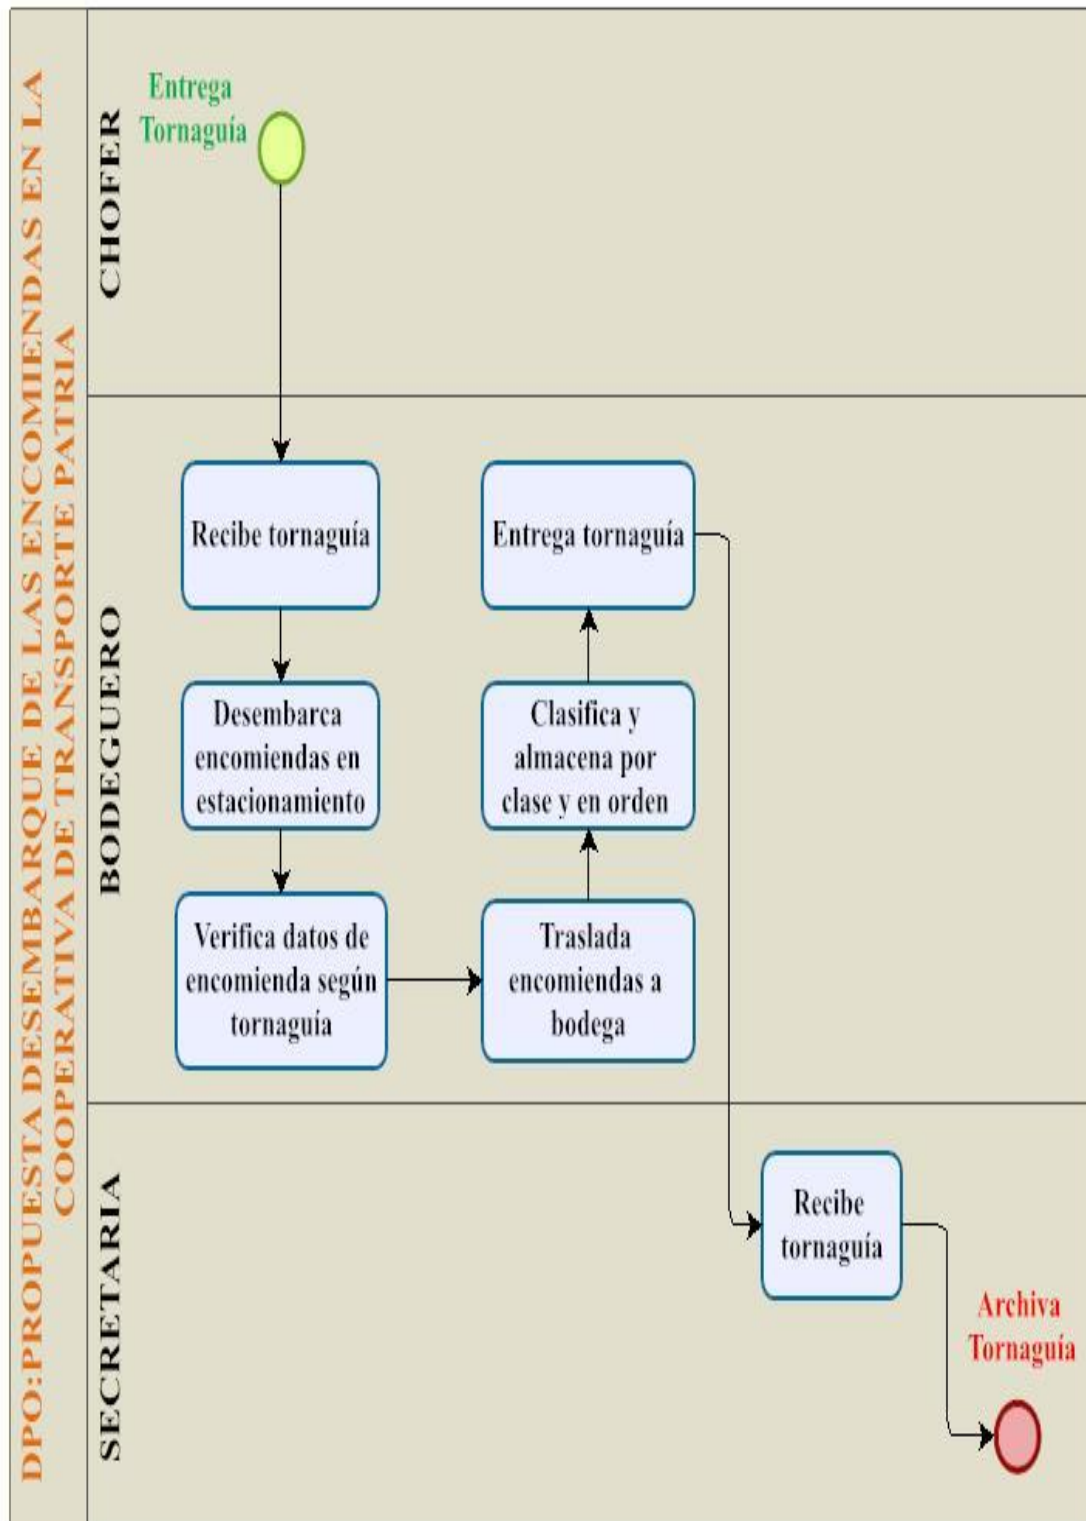 DPO:PROPUESTA DESEMBARQUE DE LAS ENCOMIENDAS EN LA
COOPERATIVA DE TRANSPORTE PATRIA
CHOFER
Entrega
Tornaguía
BODEGUERO
Recibe tornaguía
Desembarca
encomiendas en
estacionamiento
Verifica datos de
encomienda según
tornaguía
Traslada
encomiendas a
bodega
Clasifica y
almacena por
clase y en orden
Entrega tornaguía
SECRETARIA
Recibe
tornaguía
Archiva
Tornaguía